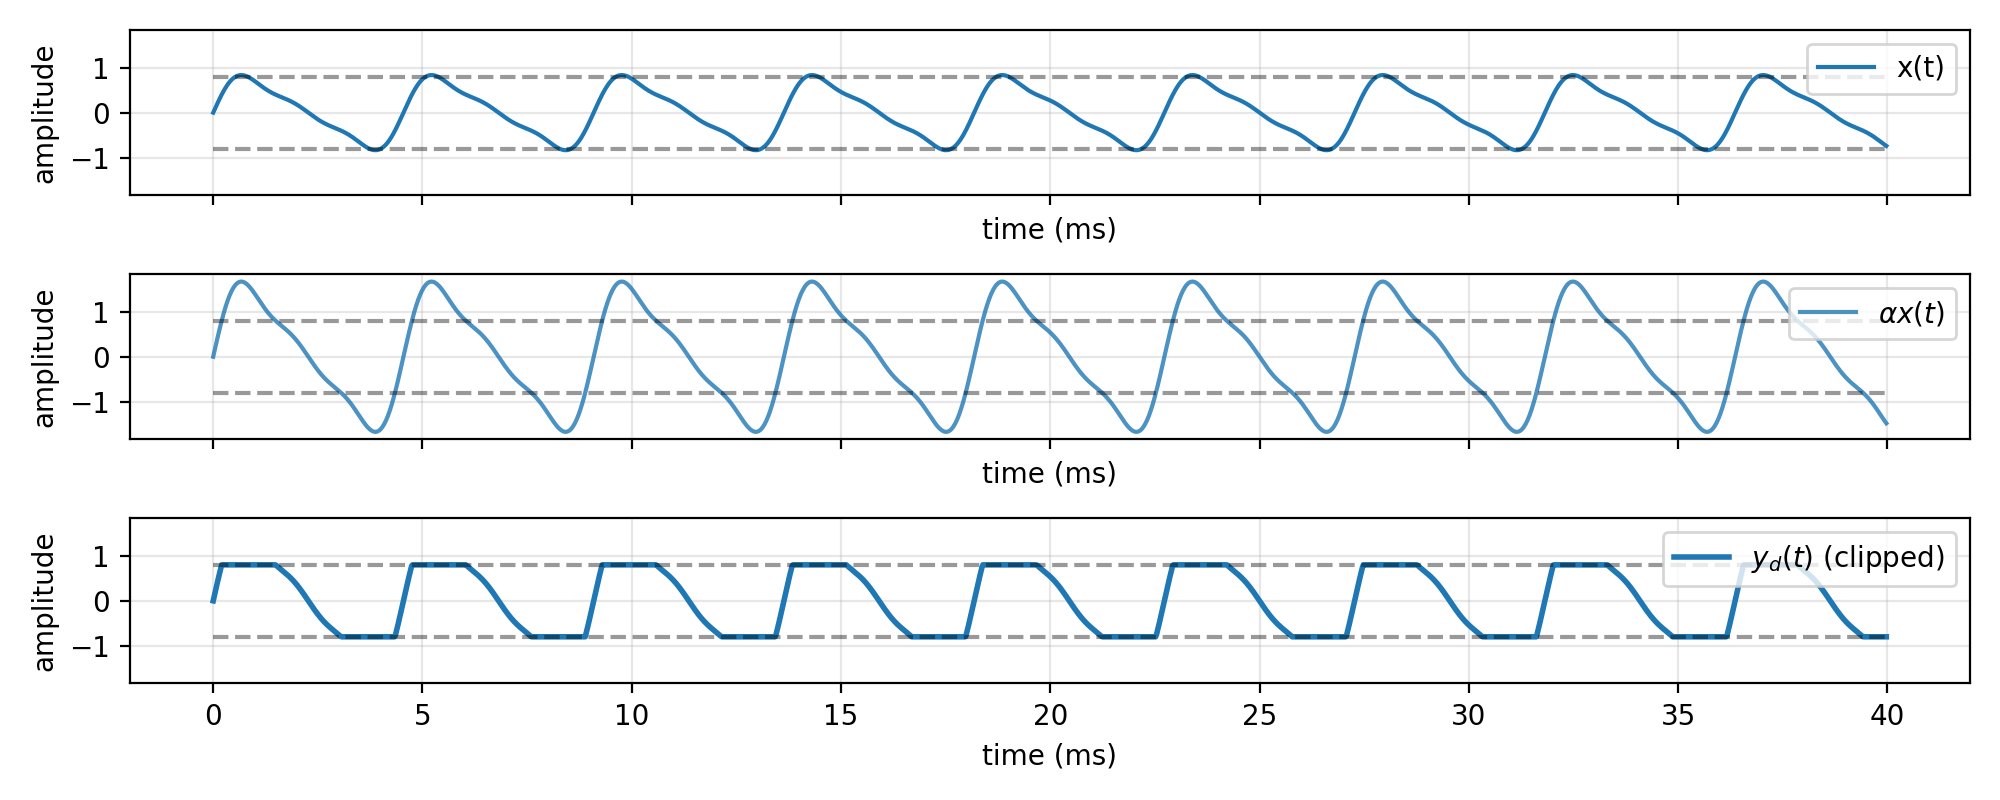 amplitude
1
0
−1
x(t)
time (ms)
amplitude
1
0
−1
αx(t)
time (ms)
amplitude
1
0
−1
y_d(t) (clipped)
0 5 10 15 20 25 30 35 40
time (ms)